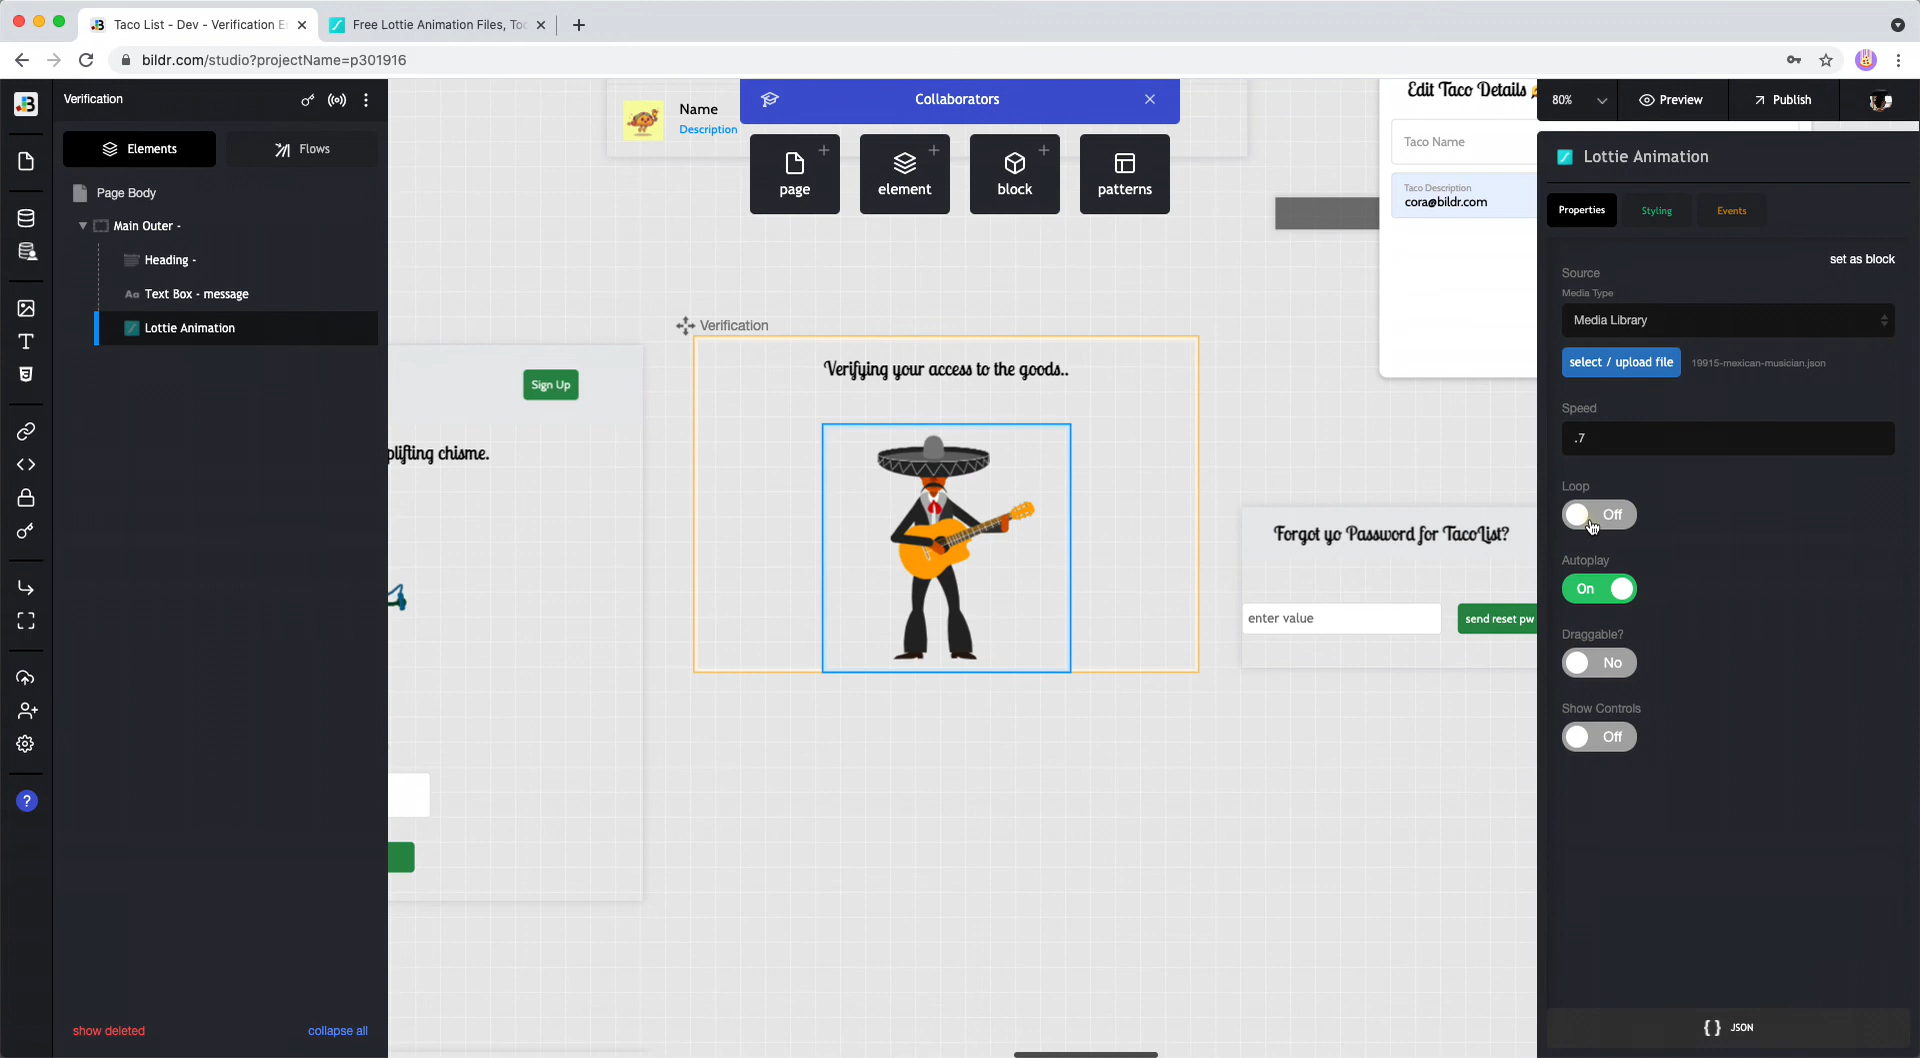 Taco List - Dev - Verification E
Free Lottie Animation Files, Too
bildr.com/studio?projectName=p301916
Verification
Elements
Flows
Page Body
Main Outer -
Heading -
Text Box - message
Lottie Animation
show deleted
collapse all
Name
Description
Collaborators
page
element
block
patterns
Edit Taco Details
Taco Name
Taco Description
cora@bildr.com
Verification
Verifying your access to the goods..
Sign Up
plifting chisme.
Forgot yo Password for TacoList?
enter value
send reset pw
80%
Preview
Publish
Lottie Animation
Properties
Styling
Events
set as block
Source
Media Type
Media Library
select / upload file
19915-mexican-musician.json
Speed
.7
Loop
Off
Autoplay
On
Draggable?
No
Show Controls
Off
{ } JSON
?